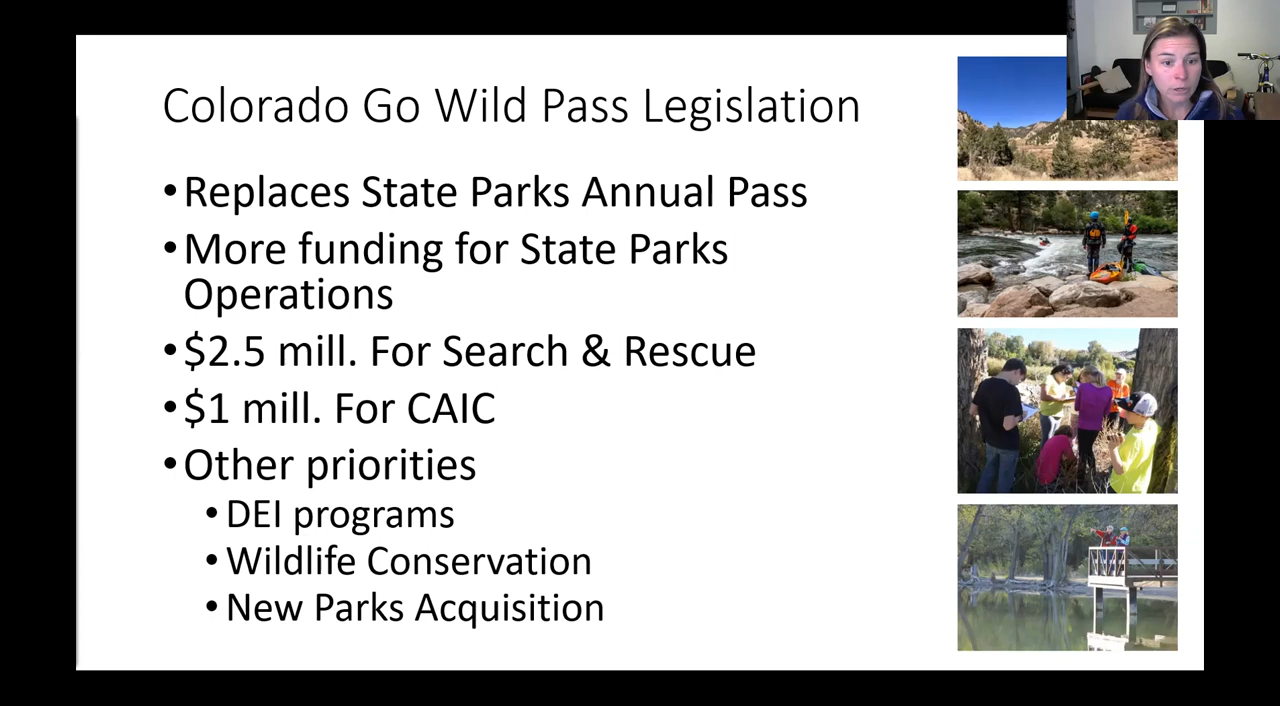 Colorado Go Wild Pass Legislation
•Replaces State Parks Annual Pass
•More funding for State Parks
Operations
•$2.5 mill. For Search & Rescue
•$1 mill. For CAIC
•Other priorities
•DEI programs
•Wildlife Conservation
•New Parks Acquisition